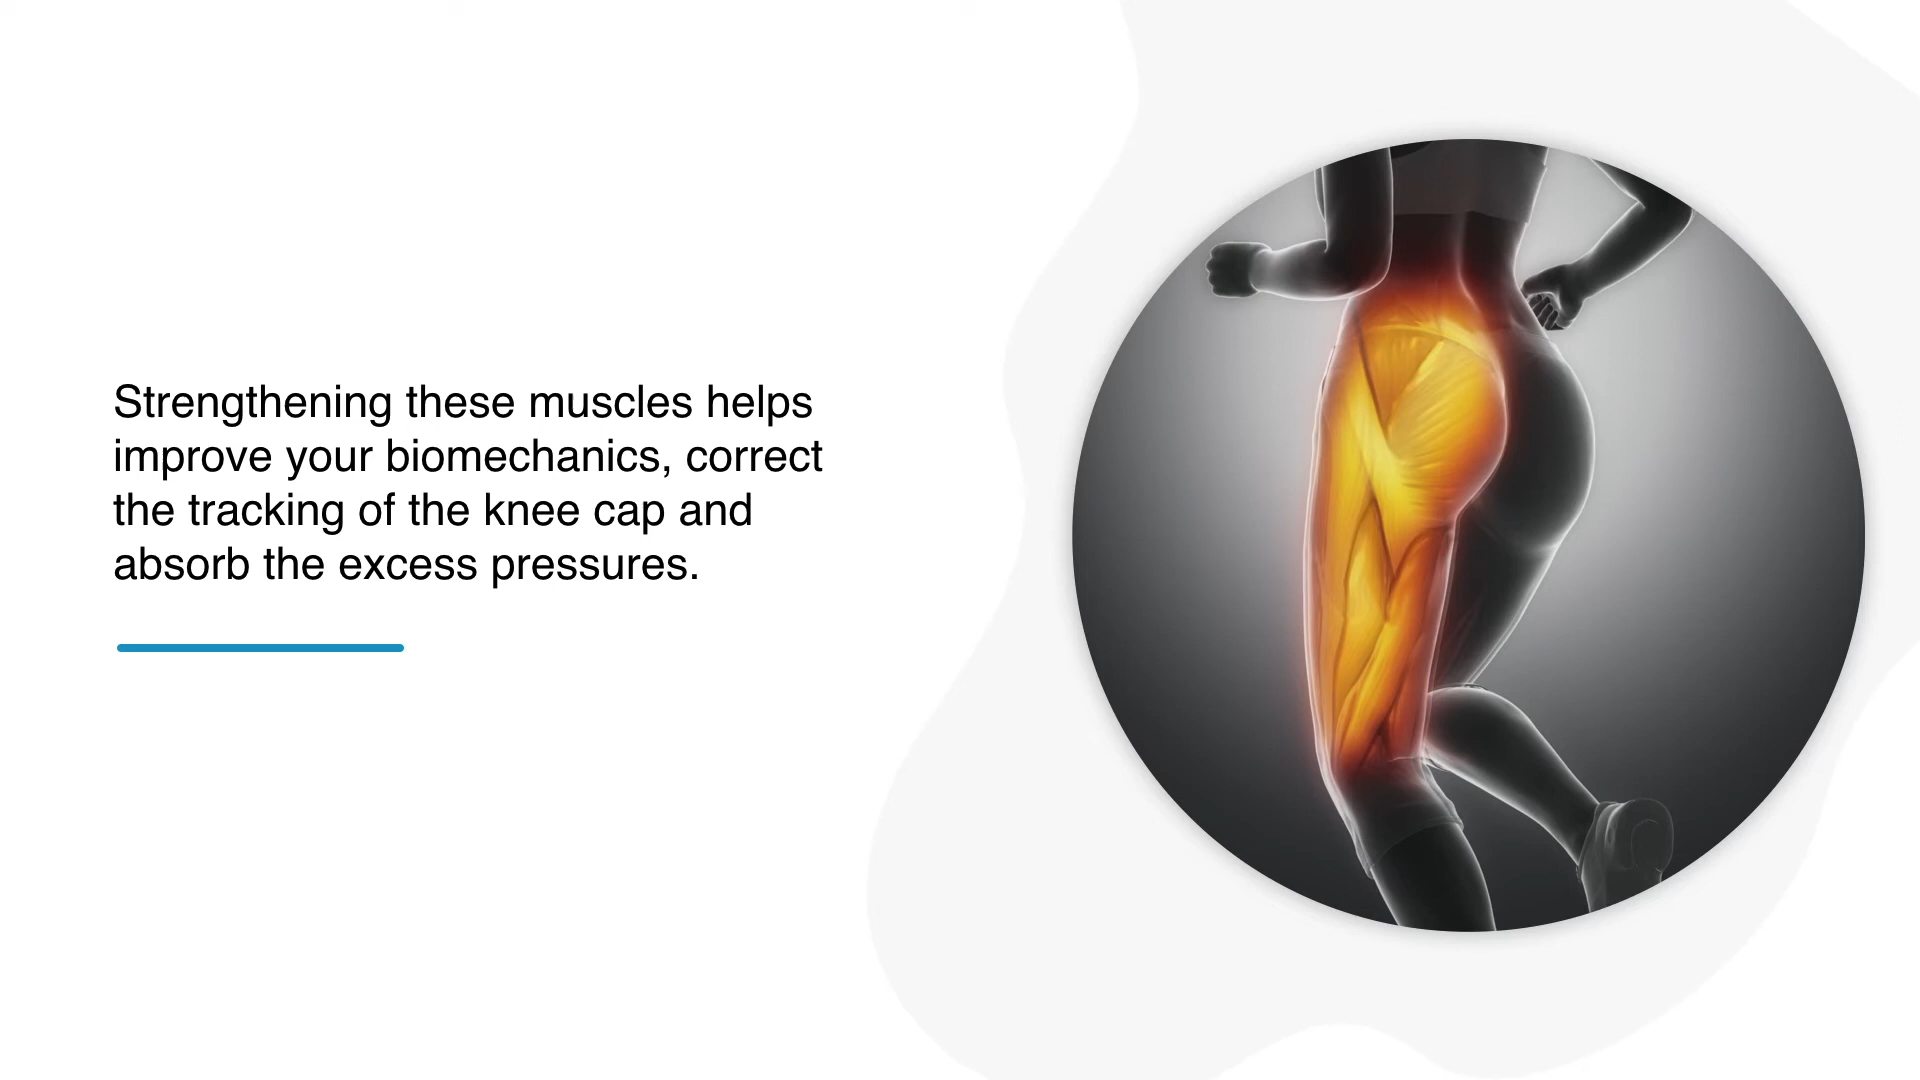 Strengthening these muscles helps
improve your biomechanics, correct
the tracking of the knee cap and
absorb the excess pressures.